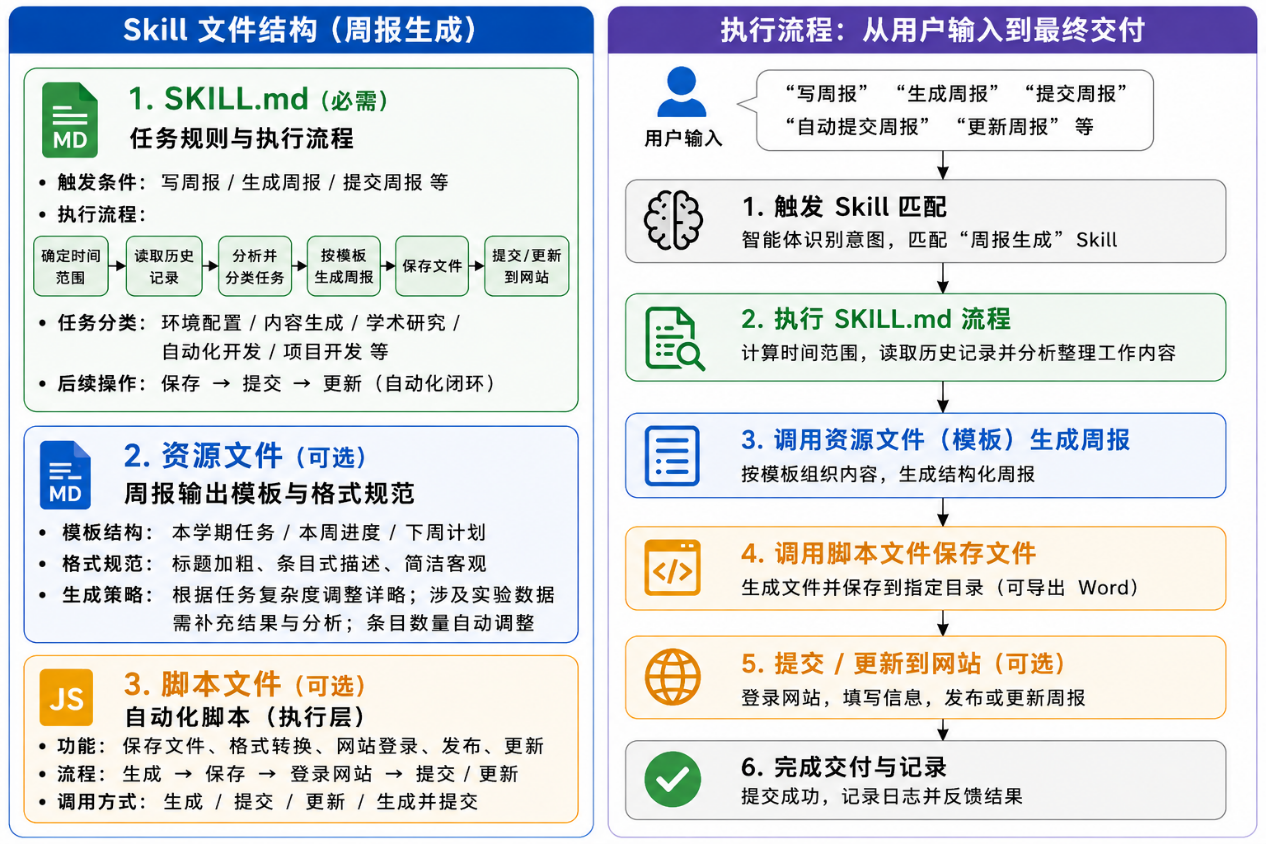 Skill 文件结构（周报生成）
MD
1. SKILL.md（必需）
任务规则与执行流程
• 触发条件： 写周报 / 生成周报 / 提交周报 等
• 执行流程：
确定时间
范围
读取历史
记录
分析并
分类任务
按模板
生成周报
保存文件
提交/更新
到网站
• 任务分类： 环境配置 / 内容生成 / 学术研究 /
自动化开发 / 项目开发 等
• 后续操作： 保存 → 提交 → 更新（自动化闭环）
MD
2. 资源文件（可选）
周报输出模板与格式规范
• 模板结构： 本学期任务 / 本周进度 / 下周计划
• 格式规范： 标题加粗、条目式描述、简洁客观
• 生成策略： 根据任务复杂度调整详略；涉及实验数据
需补充结果与分析；条目数量自动调整
JS
3. 脚本文件（可选）
自动化脚本（执行层）
• 功能： 保存文件、格式转换、网站登录、发布、更新
• 流程： 生成 → 保存 → 登录网站 → 提交 / 更新
• 调用方式： 生成 / 提交 / 更新 / 生成并提交
执行流程：从用户输入到最终交付
用户输入
“写周报” “生成周报” “提交周报”
“自动提交周报” “更新周报” 等
1. 触发 Skill 匹配
智能体识别意图，匹配“周报生成”Skill
2. 执行 SKILL.md 流程
计算时间范围，读取历史记录并分析整理工作内容
3. 调用资源文件（模板）生成周报
按模板组织内容，生成结构化周报
</>
4. 调用脚本文件保存文件
生成文件并保存到指定目录（可导出 Word）
5. 提交 / 更新到网站（可选）
登录网站，填写信息，发布或更新周报
6. 完成交付与记录
提交成功，记录日志并反馈结果